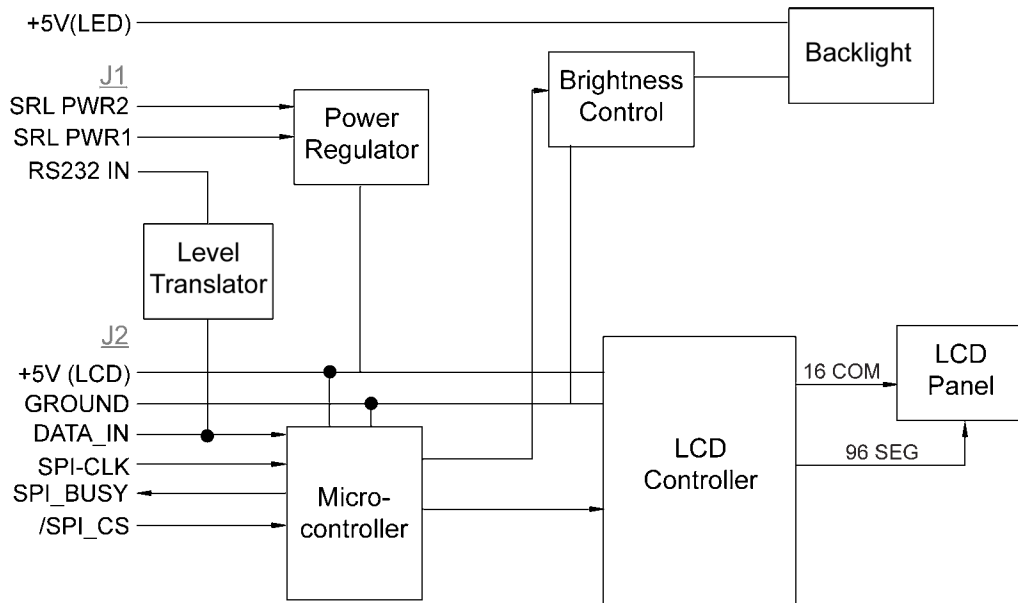 +5V(LED)
J1
SRL PWR2
SRL PWR1
RS232 IN
Power
Regulator
Brightness
Control
Backlight
Level
Translator
J2
+5V (LCD)
GROUND
DATA_IN
SPI-CLK
SPI_BUSY
/SPI_CS
Micro-
controller
LCD
Controller
16 COM
96 SEG
LCD
Panel